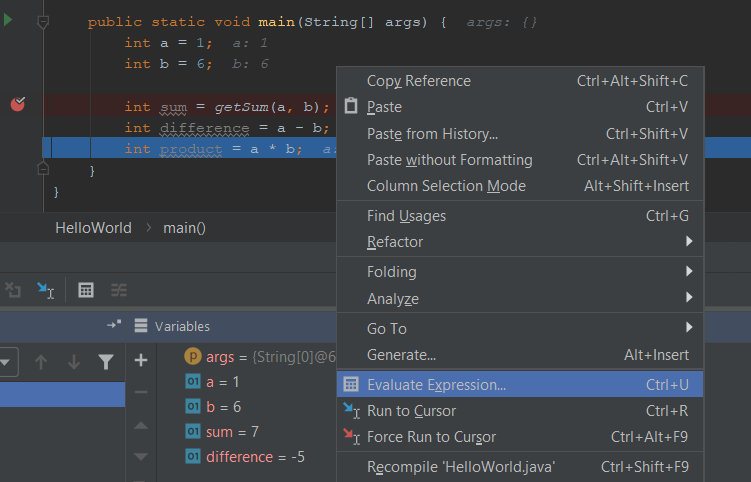 public static void main(String[] args) {  args: {}
int a = 1;  a: 1
int b = 6;  b: 6
int sum = getSum(a, b);
int difference = a - b;
int product = a * b;  a:
}
}
HelloWorld > main()
Variables
p args = {String[0]@6
01 a = 1
01 b = 6
01 sum = 7
01 difference = -5
Copy Reference Ctrl+Alt+Shift+C
Paste Ctrl+V
Paste from History... Ctrl+Shift+V
Paste without Formatting Ctrl+Alt+Shift+V
Column Selection Mode Alt+Shift+Insert
Find Usages Ctrl+G
Refactor
Folding
Analyze
Go To
Generate... Alt+Insert
Evaluate Expression... Ctrl+U
Run to Cursor Ctrl+R
Force Run to Cursor Ctrl+Alt+F9
Recompile 'HelloWorld.java' Ctrl+Shift+F9